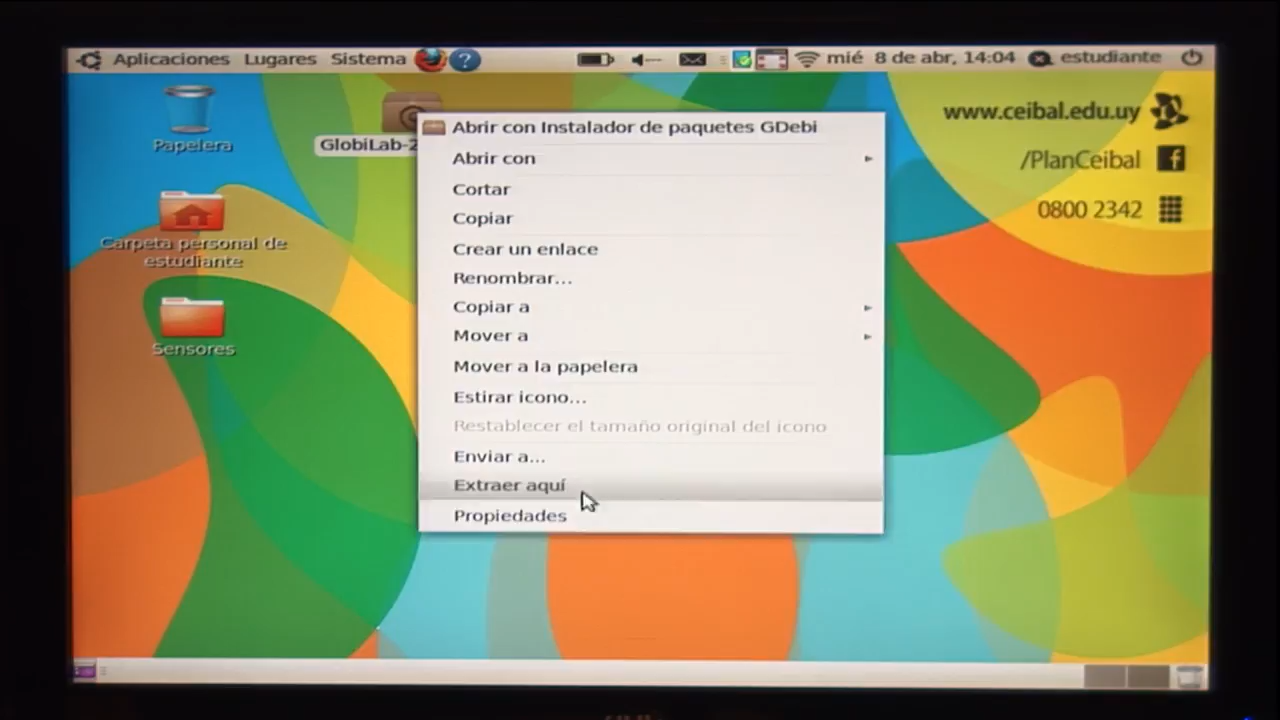 Aplicaciones Lugares Sistema ? mié 8 de abr, 14:04 estudiante
Papelera
GlobiLab-2
Carpeta personal de
estudiante
Sensores
www.ceibal.edu.uy
/PlanCeibal f
0800 2342
Abrir con Instalador de paquetes GDebi
Abrir con
Cortar
Copiar
Crear un enlace
Renombrar...
Copiar a
Mover a
Mover a la papelera
Estirar icono...
Restablecer el tamaño original del icono
Enviar a...
Extraer aquí
Propiedades